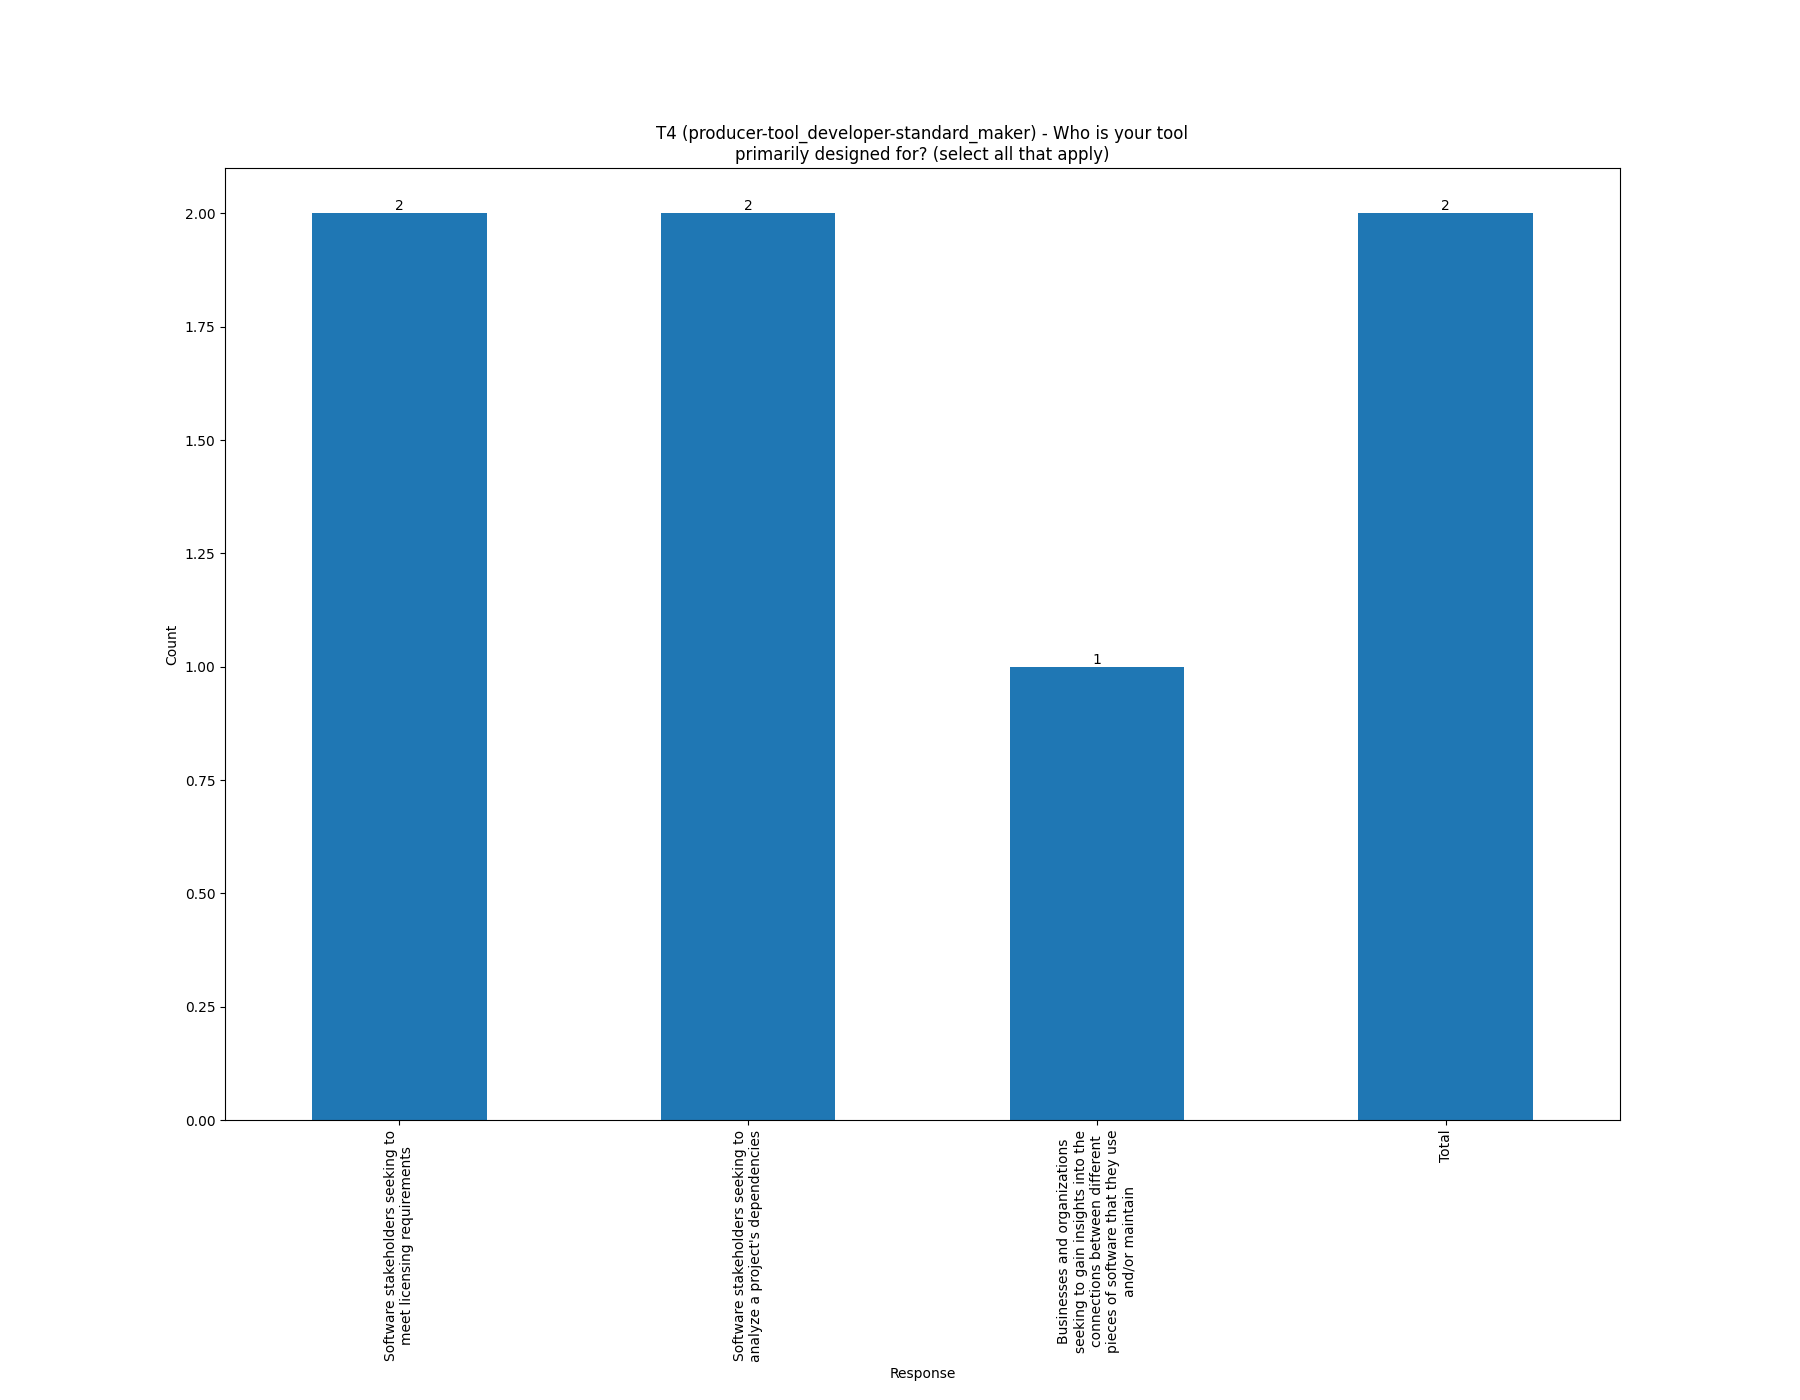 T4 (producer-tool_developer-standard_maker) - Who is your tool
primarily designed for? (select all that apply)
2
2
1
2
2.00
1.75
1.50
1.25
1.00
0.75
0.50
0.25
0.00
Count
Software stakeholders seeking to
meet licensing requirements
Software stakeholders seeking to
analyze a project's dependencies
Businesses and organizations
seeking to gain insights into the
connections between different
pieces of software that they use
and/or maintain
Total
Response